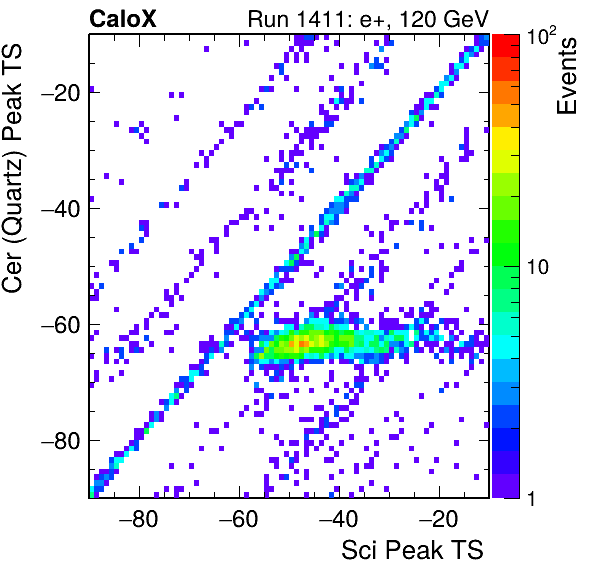 CaloX Run 1411: e+, 120 GeV
Cer (Quartz) Peak TS
−20
−40
−60
−80
−80 −60 −40 −20
Sci Peak TS
Events
10²
10
1